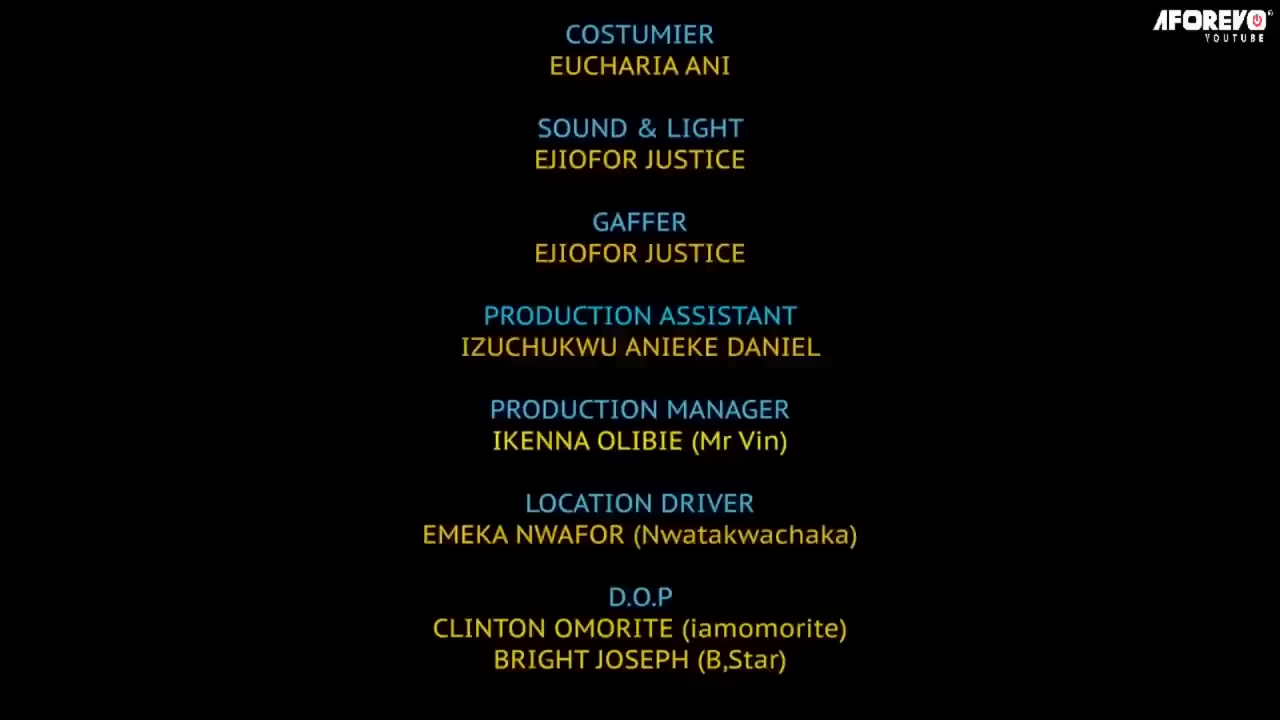 AFOREVO
YOUTUBE
COSTUMIER
EUCHARIA ANI
SOUND & LIGHT
EJIOFOR JUSTICE
GAFFER
EJIOFOR JUSTICE
PRODUCTION ASSISTANT
IZUCHUKWU ANIEKE DANIEL
PRODUCTION MANAGER
IKENNA OLIBIE (Mr Vin)
LOCATION DRIVER
EMEKA NWAFOR (Nwatakwachaka)
D.O.P
CLINTON OMORITE (iamomorite)
BRIGHT JOSEPH (B,Star)